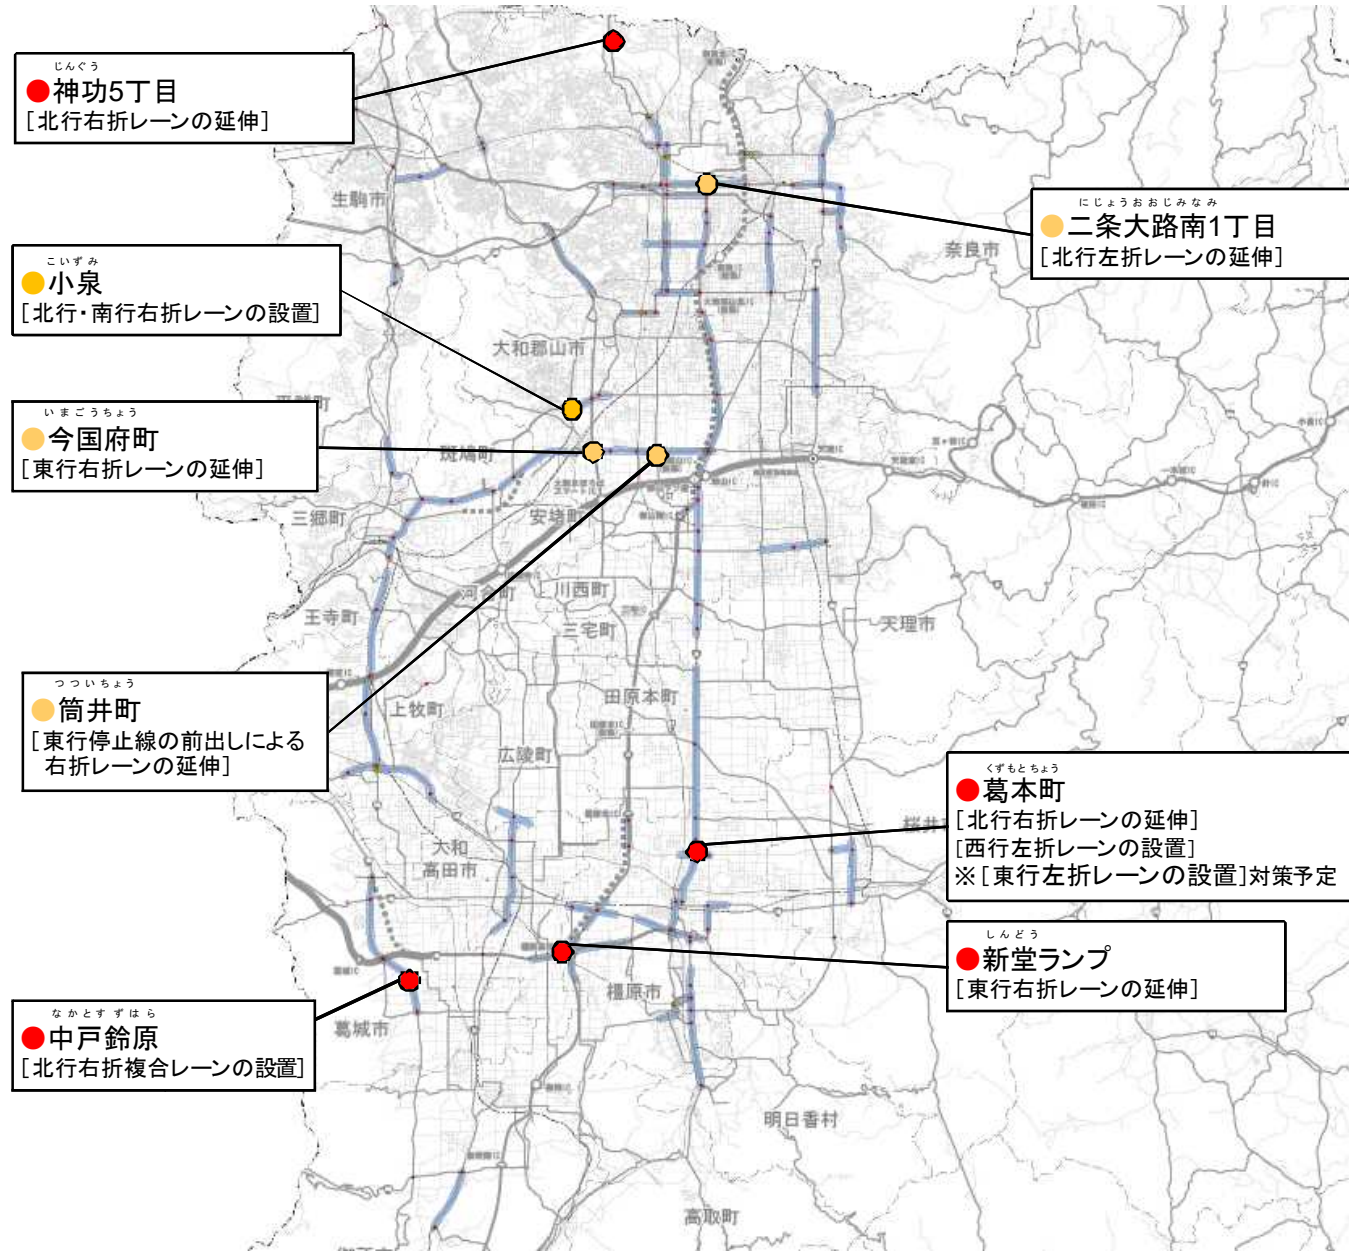 じんぐう
●神功5丁目
[北行右折レーンの延伸]
にじょうおおじみなみ
●二条大路南1丁目
[北行左折レーンの延伸]
こいずみ
●小泉
[北行・南行右折レーンの設置]
いまごうちょう
●今国府町
[東行右折レーンの延伸]
つついちょう
●筒井町
[東行停止線の前出しによる
右折レーンの延伸]
くずもとちょう
●葛本町
[北行右折レーンの延伸]
[西行左折レーンの設置]
※[東行左折レーンの設置]対策予定
しんどう
●新堂ランプ
[東行右折レーンの延伸]
なかとすずはら
●中戸鈴原
[北行右折複合レーンの設置]
生駒市
奈良市
大和郡山市
斑鳩町
三郷町
安堵町
河合町
川西町
王寺町
三宅町
天理市
上牧町
田原本町
広陵町
大和
高田市
橿原市
葛城市
明日香村
高取町